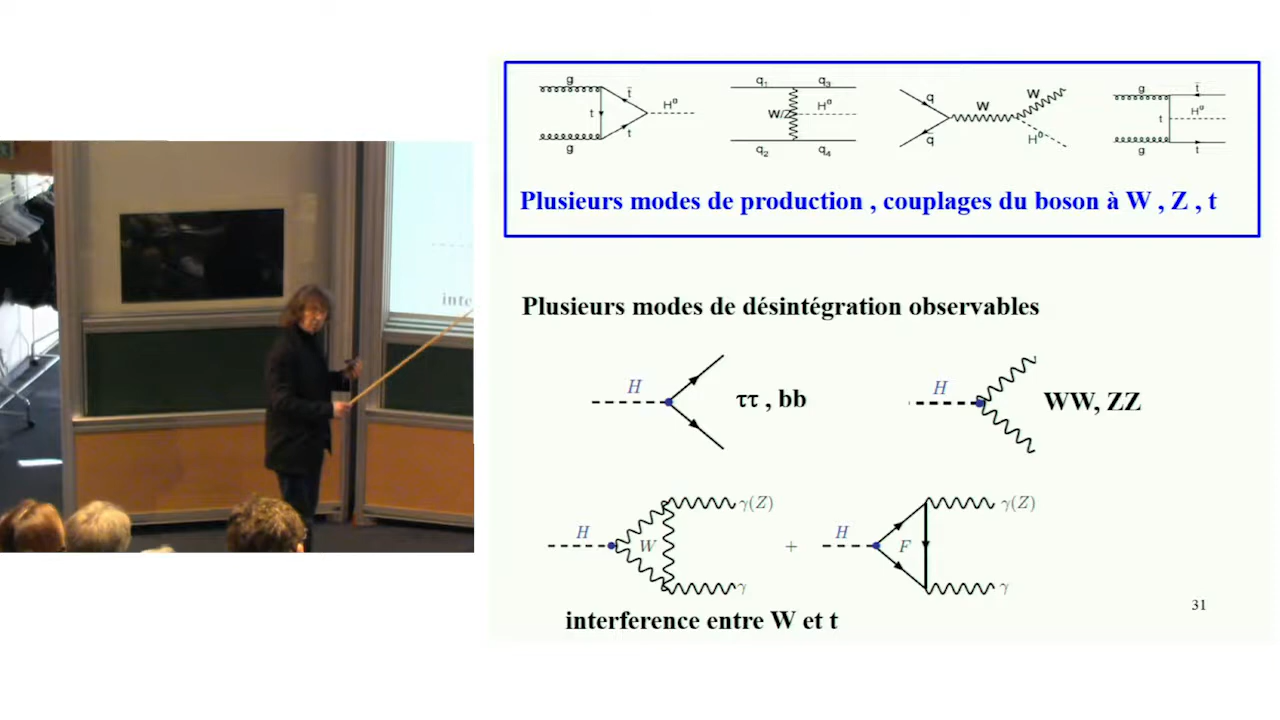 g t̄ H⁰ t t g
q₁ q₃ W/Z H⁰ q₂ q₄
q q̄ W W H⁰
g t̄ t H⁰ g t
Plusieurs modes de production , couplages du boson à W , Z , t
Plusieurs modes de désintégration observables
H ττ , bb
H WW, ZZ
H W γ(Z) γ + H F γ(Z) γ
31
interference entre W et t
inte